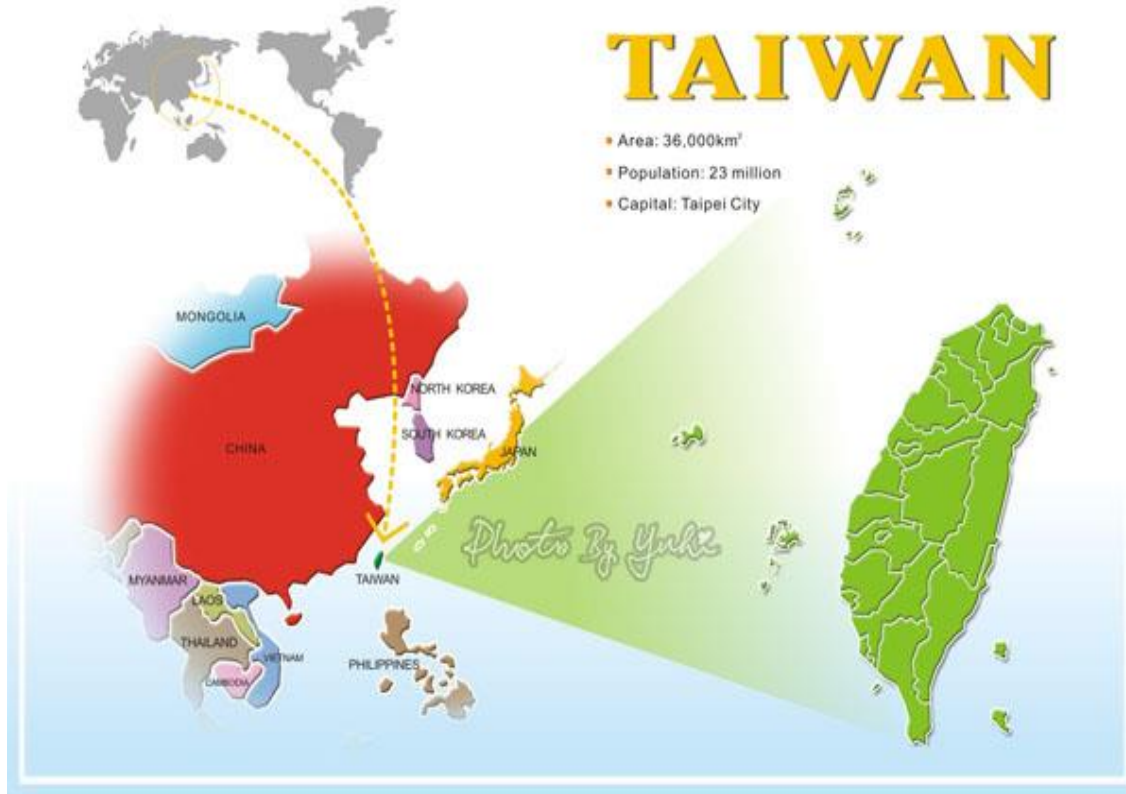 TAIWAN
Area: 36,000km²
Population: 23 million
Capital: Taipei City
MONGOLIA
NORTH KOREA
SOUTH KOREA
JAPAN
CHINA
Photo By Yuki
TAIWAN
MYANMAR
LAOS
THAILAND
VIETNAM
CAMBODIA
PHILIPPINES